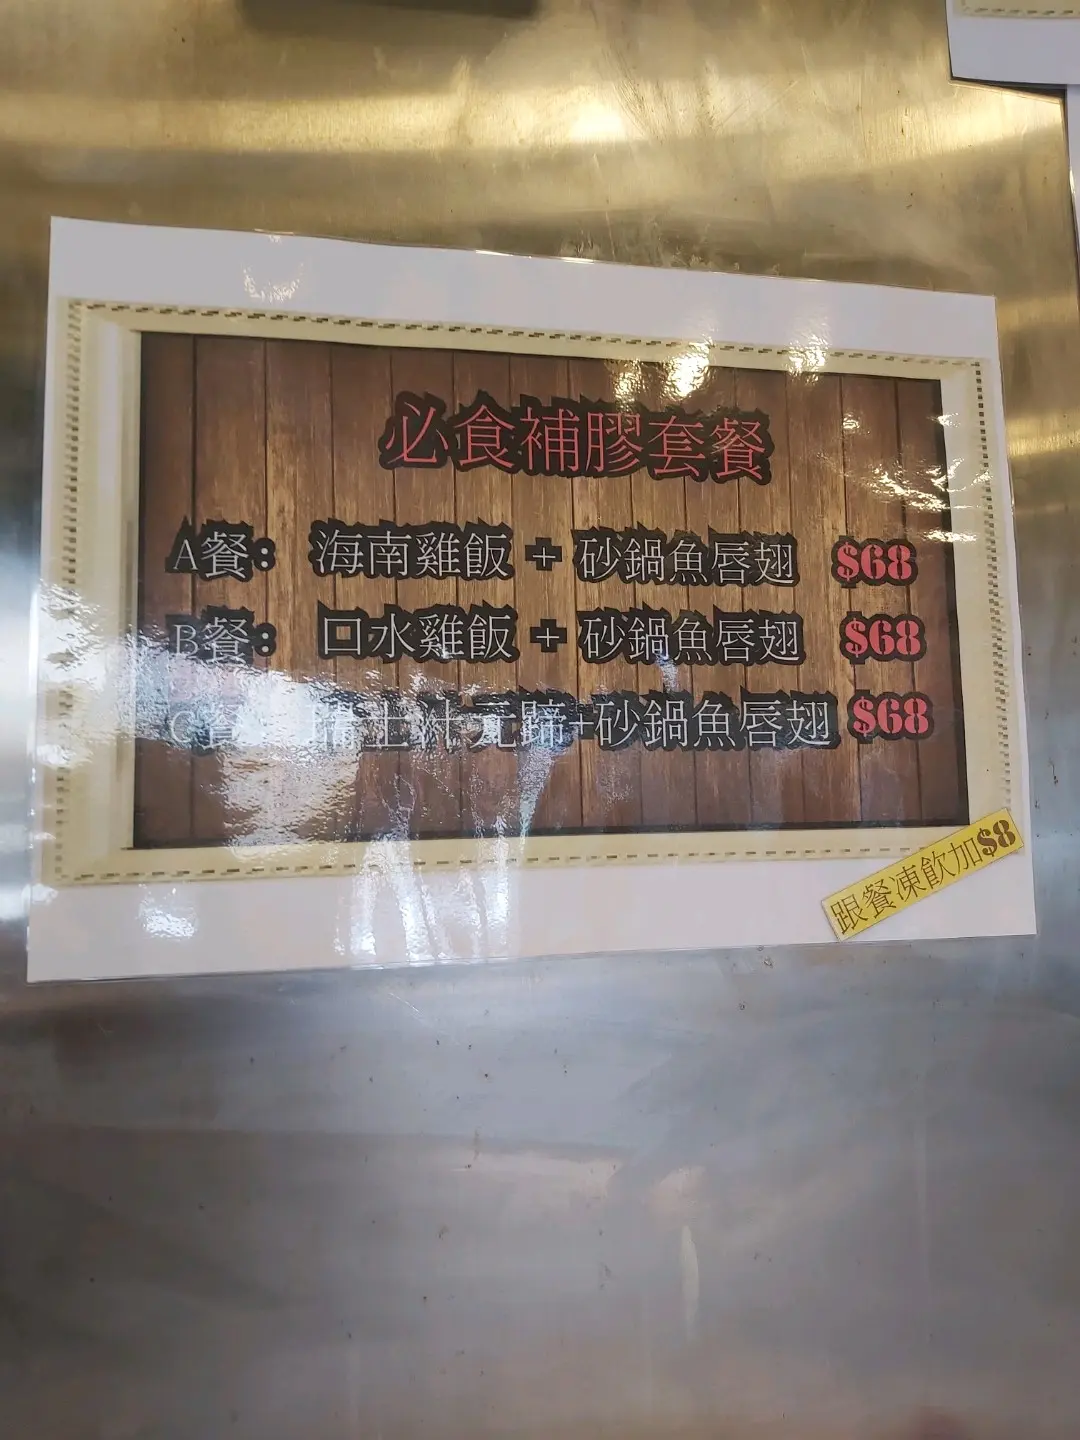 必食補膠套餐
A餐： 海南雞飯 + 砂鍋魚唇翅 $68
B餐： 口水雞飯 + 砂鍋魚唇翅 $68
C餐 瑞士汁元蹄+砂鍋魚唇翅 $68
跟餐凍飲加$8